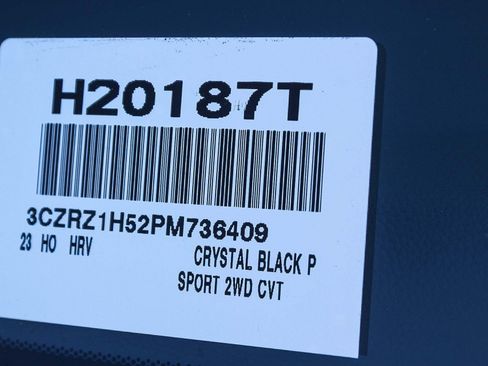 H20187T
3CZRZ1H52PM736409
23 HO HRV CRYSTAL BLACK P
SPORT 2WD CVT